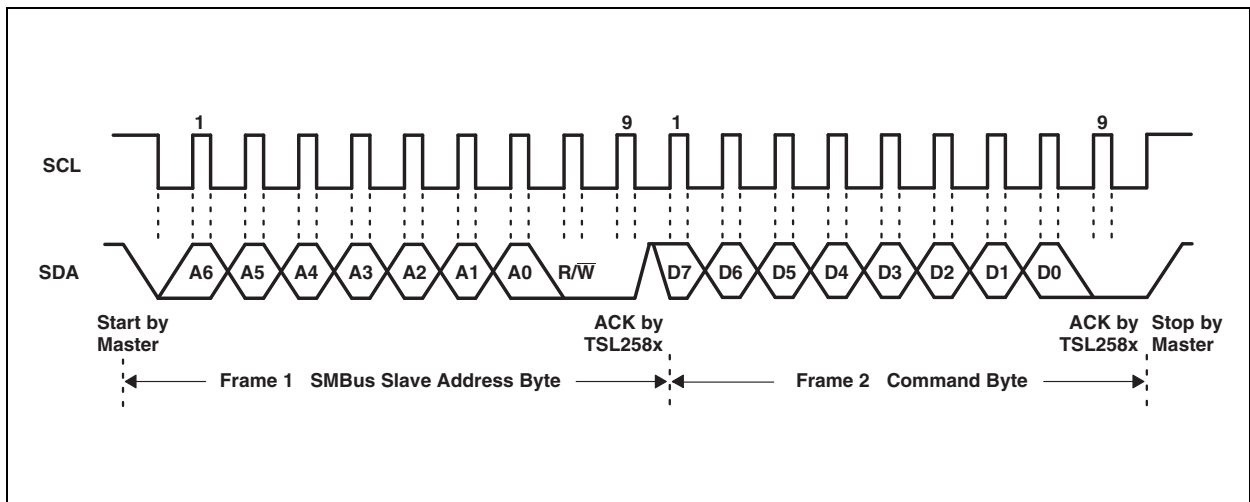 1 9 1 9
SCL
SDA A6 A5 A4 A3 A2 A1 A0 R/W̅ D7 D6 D5 D4 D3 D2 D1 D0
Start by
Master
ACK by
TSL258x
ACK by
TSL258x
Stop by
Master
Frame 1 SMBus Slave Address Byte
Frame 2 Command Byte